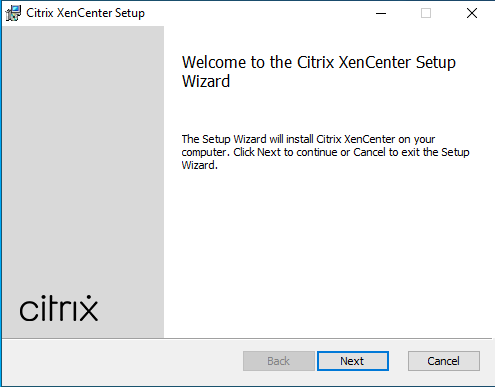 Citrix XenCenter Setup
Welcome to the Citrix XenCenter Setup
Wizard
The Setup Wizard will install Citrix XenCenter on your
computer. Click Next to continue or Cancel to exit the Setup
Wizard.
citrix
Back
Next
Cancel